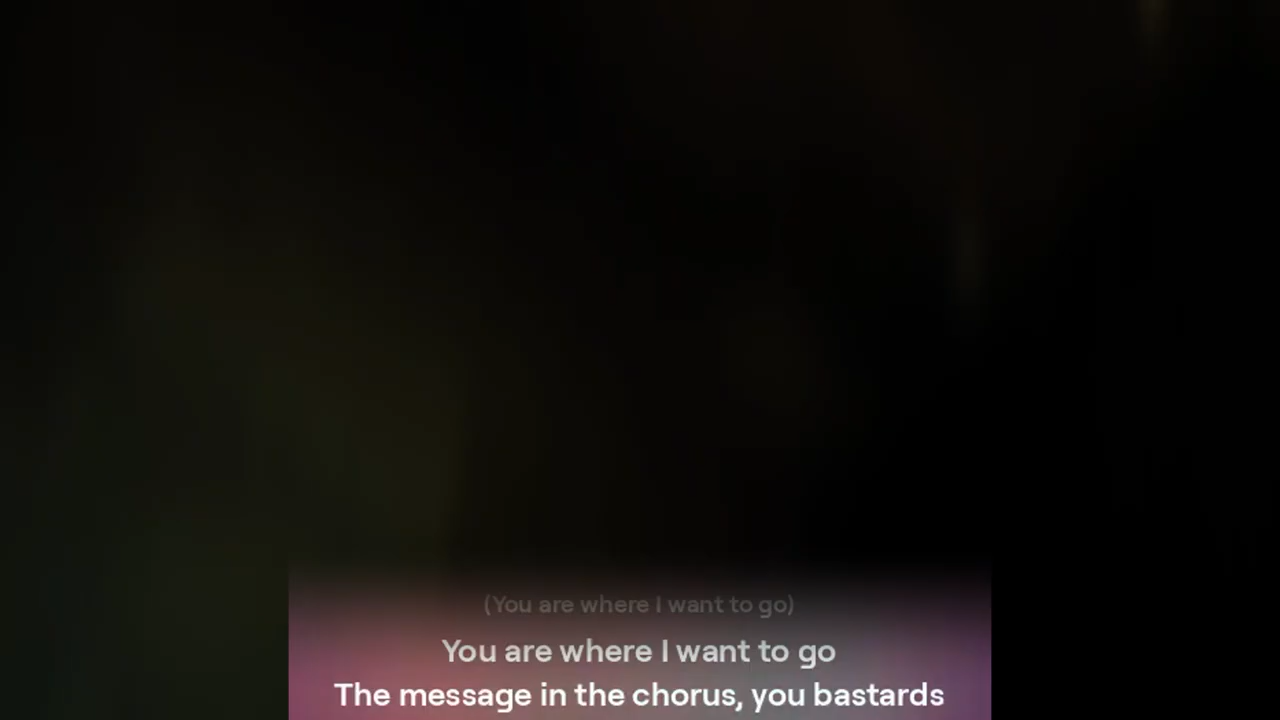 (You are where I want to go)
You are where I want to go
The message in the chorus, you bastards